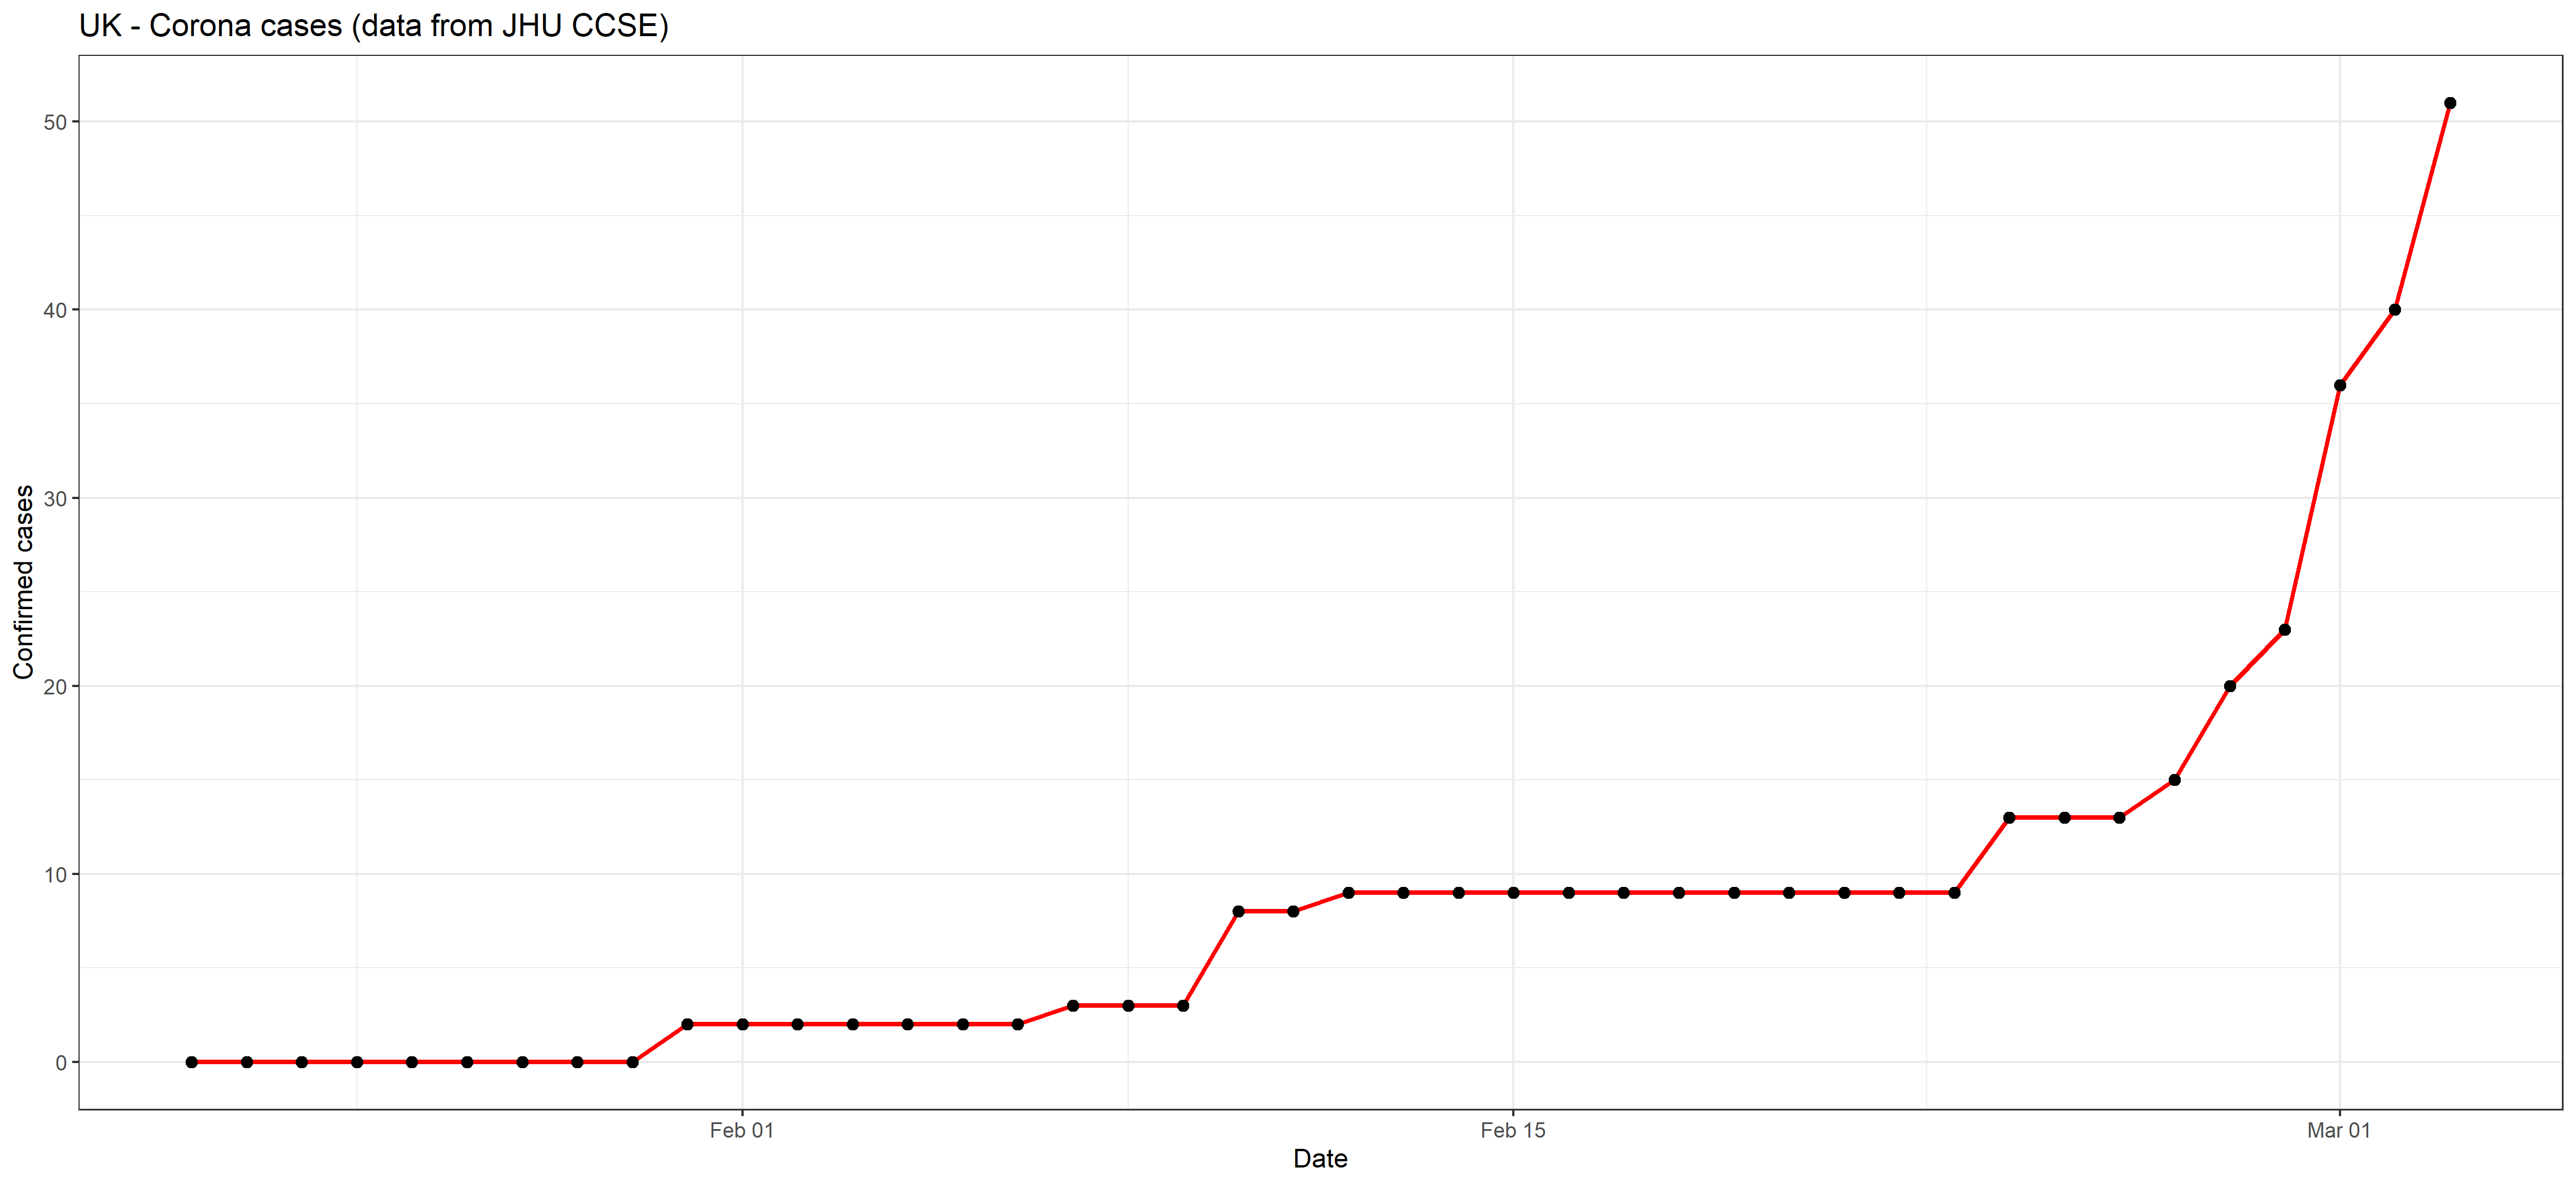 UK - Corona cases (data from JHU CCSE)
Confirmed cases
50
40
30
20
10
0
Feb 01
Feb 15
Mar 01
Date